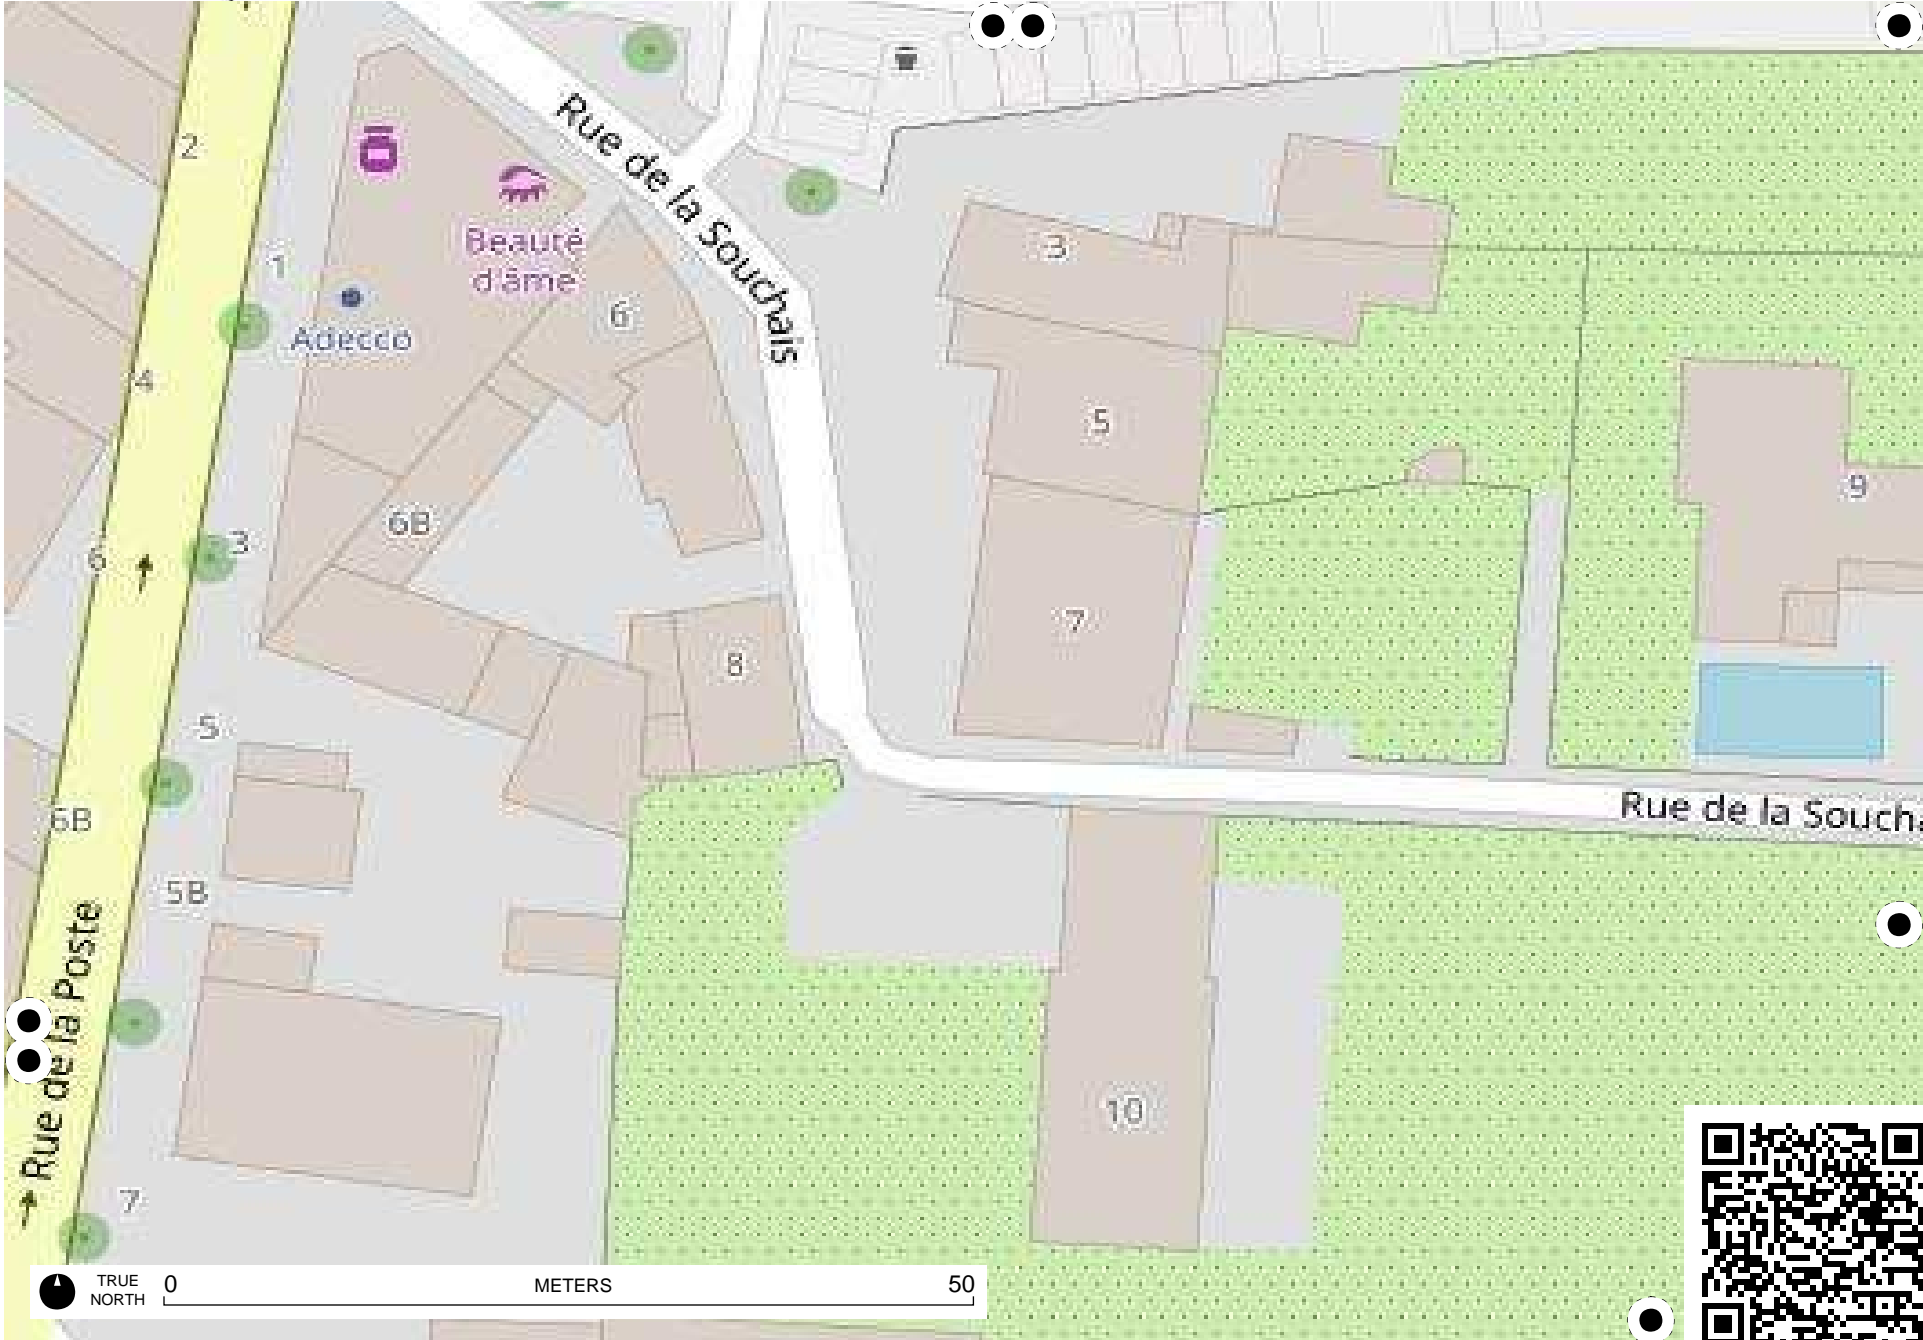 2
Rue de la Souchais
Beauté
d'âme
1
3
6
Adecco
4
5
9
6B
3
6
7
8
5
6B
Rue de la Soucha
5B
Rue de la Poste
10
7
TRUE
NORTH
0
METERS
50